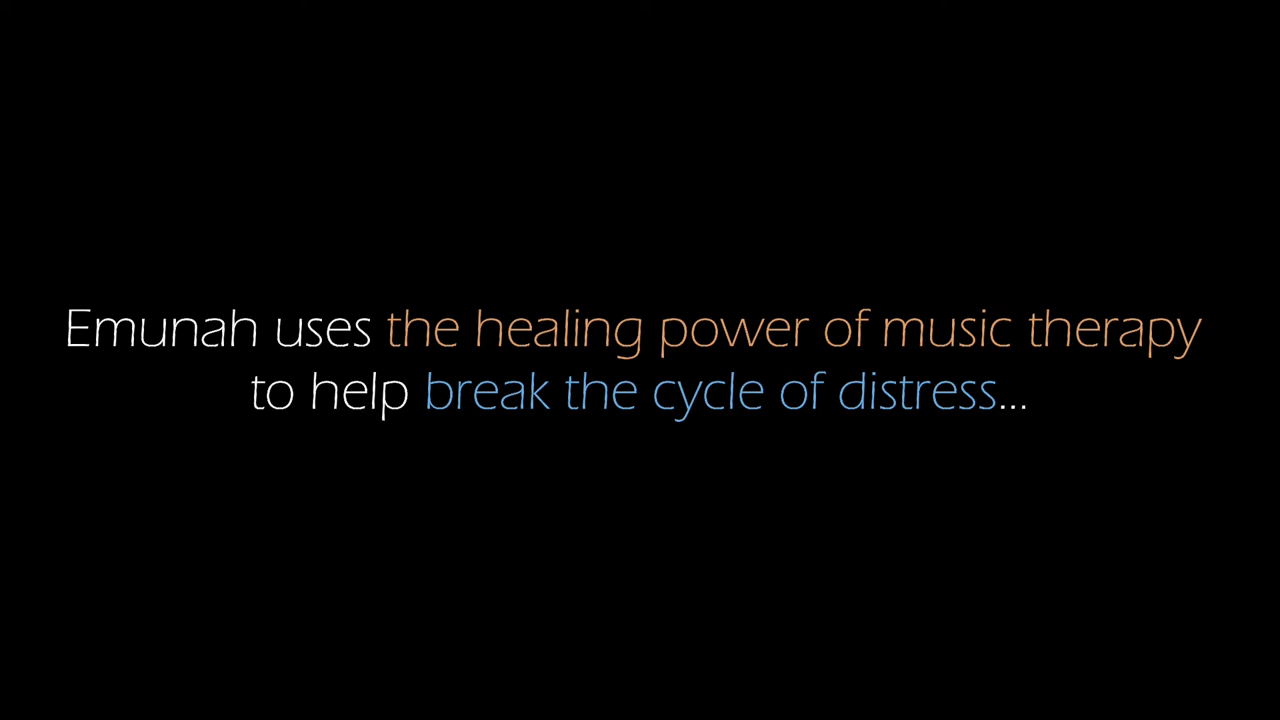 Emunah uses the healing power of music therapy
to help break the cycle of distress...